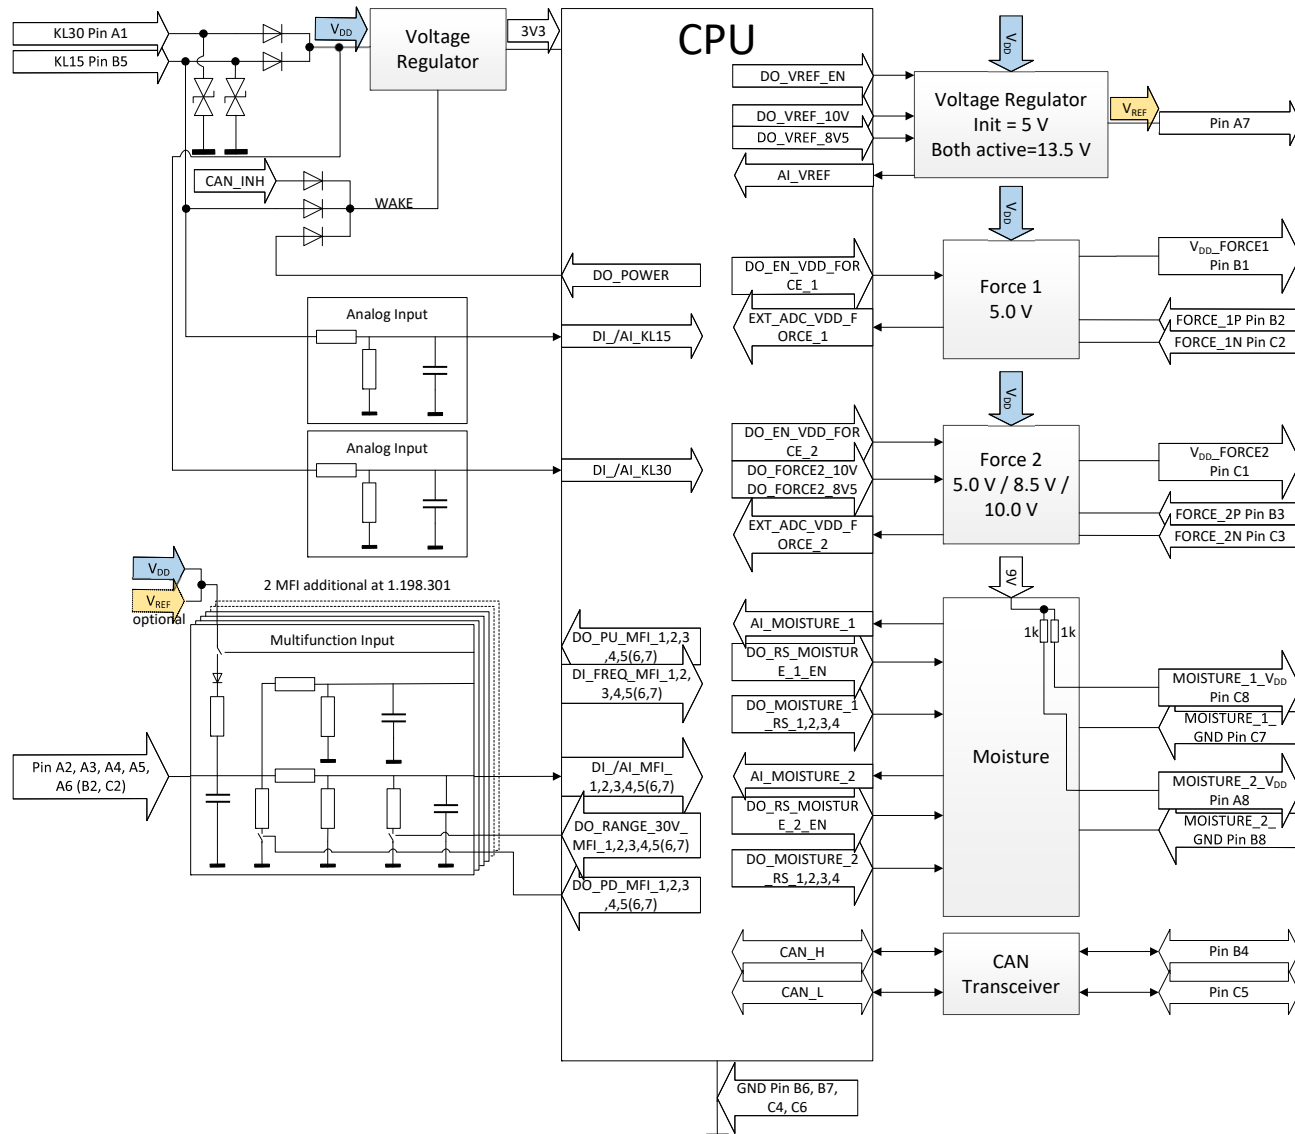 KL30 Pin A1
KL15 Pin B5
VDD
Voltage
Regulator
3V3
CPU
CAN_INH
WAKE
DO_POWER
Analog Input
DI_/AI_KL15
Analog Input
DI_/AI_KL30
VDD
VREF
optional
2 MFI additional at 1.198.301
Multifunction Input
Pin A2, A3, A4, A5,
A6 (B2, C2)
DO_PU_MFI_1,2,3
,4,5(6,7)
DI_FREQ_MFI_1,2,
3,4,5(6,7)
DI_/AI_MFI_
1,2,3,4,5(6,7)
DO_RANGE_30V_
MFI_1,2,3,4,5(6,7)
DO_PD_MFI_1,2,3
,4,5(6,7)
DO_VREF_EN
DO_VREF_10V
DO_VREF_8V5
AI_VREF
VDD
Voltage Regulator
Init = 5 V
Both active=13.5 V
VREF
Pin A7
DO_EN_VDD_FOR
CE_1
EXT_ADC_VDD_F
ORCE_1
VDD
Force 1
5.0 V
VDD_FORCE1
Pin B1
FORCE_1P Pin B2
FORCE_1N Pin C2
DO_EN_VDD_FOR
CE_2
DO_FORCE2_10V
DO_FORCE2_8V5
EXT_ADC_VDD_F
ORCE_2
VDD
Force 2
5.0 V / 8.5 V /
10.0 V
VDD_FORCE2
Pin C1
FORCE_2P Pin B3
FORCE_2N Pin C3
9V
1k
1k
AI_MOISTURE_1
DO_RS_MOISTUR
E_1_EN
DO_MOISTURE_1
_RS_1,2,3,4
AI_MOISTURE_2
DO_RS_MOISTUR
E_2_EN
DO_MOISTURE_2
_RS_1,2,3,4
Moisture
MOISTURE_1_VDD
Pin C8
MOISTURE_1_
GND Pin C7
MOISTURE_2_VDD
Pin A8
MOISTURE_2_
GND Pin B8
CAN_H
CAN_L
CAN
Transceiver
Pin B4
Pin C5
GND Pin B6, B7,
C4, C6